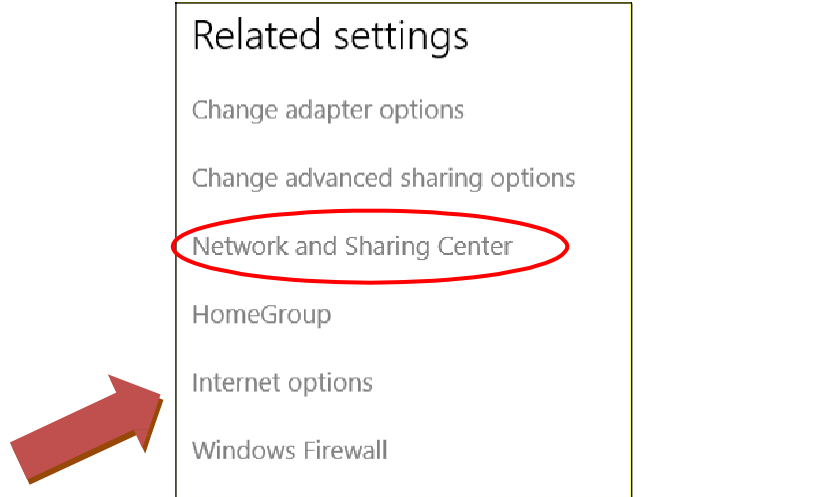 Related settings
Change adapter options
Change advanced sharing options
Network and Sharing Center
HomeGroup
Internet options
Windows Firewall